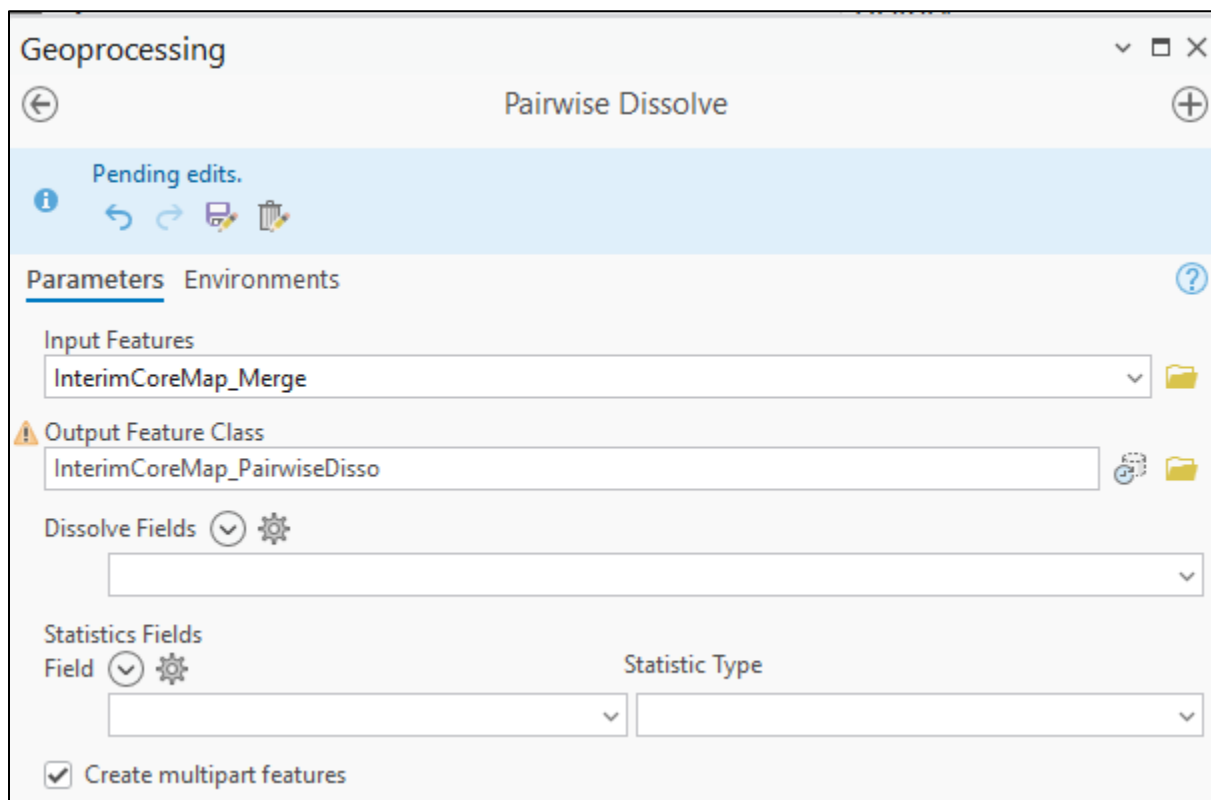 Geoprocessing
Pairwise Dissolve
Pending edits.
Parameters Environments
Input Features
InterimCoreMap_Merge
Output Feature Class
InterimCoreMap_PairwiseDisso
Dissolve Fields
Statistics Fields
Field Statistic Type
Create multipart features